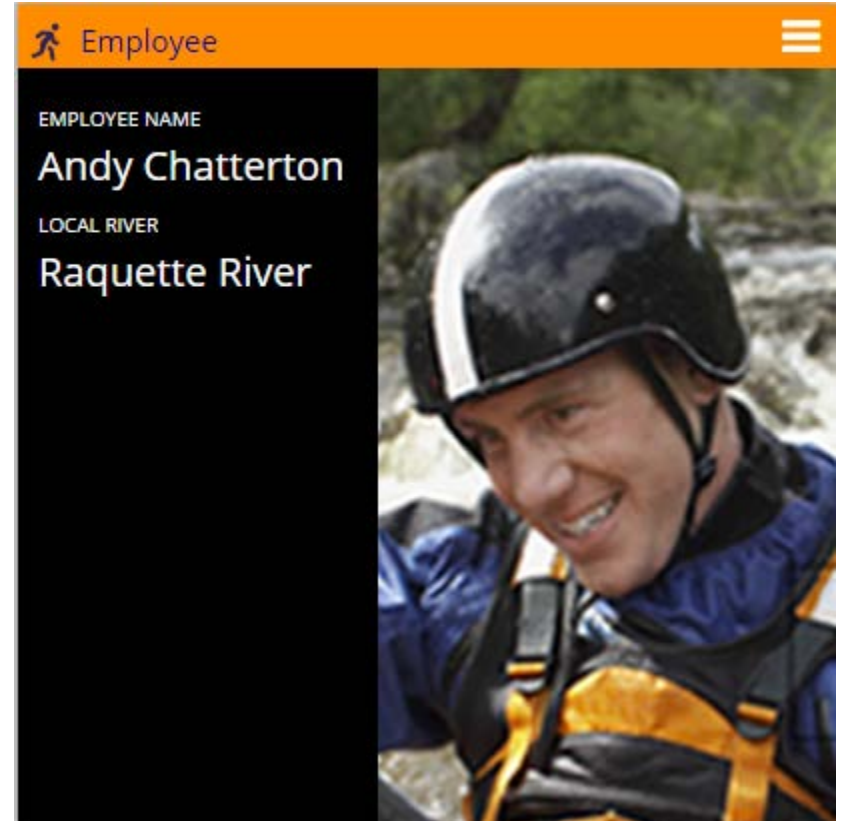 Employee
EMPLOYEE NAME
Andy Chatterton
LOCAL RIVER
Raquette River